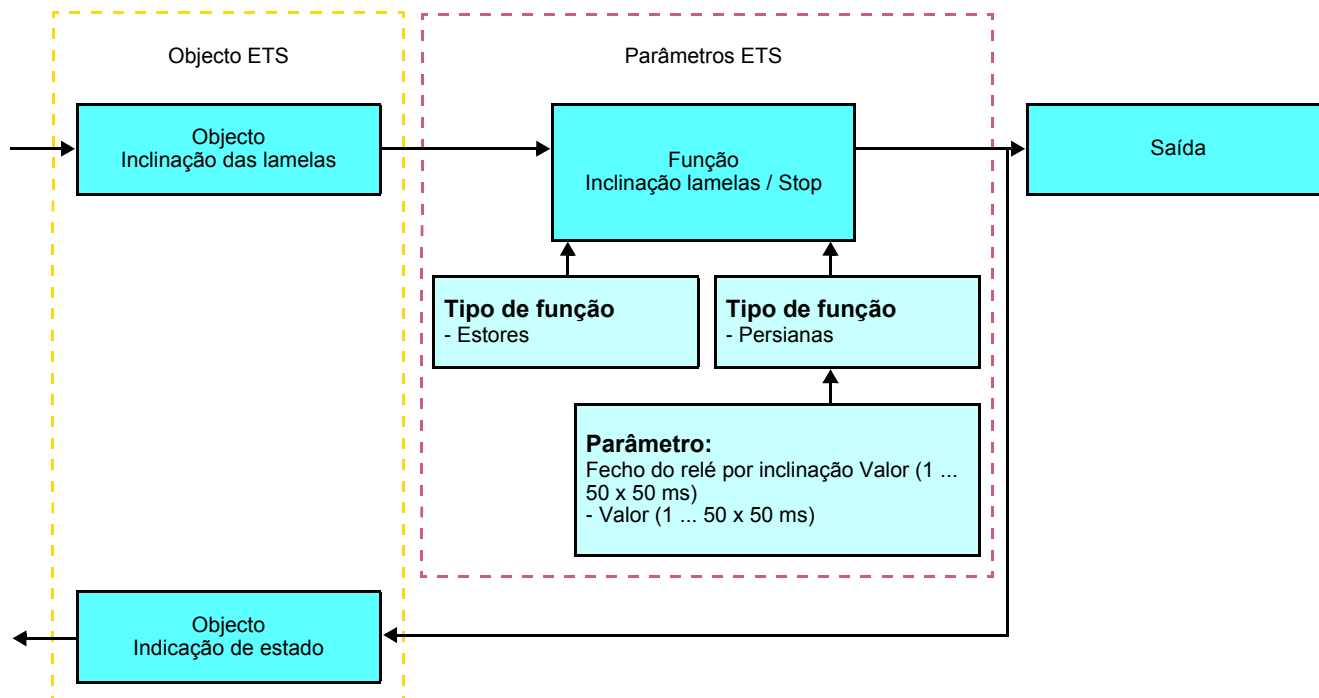 Objecto ETS
Parâmetros ETS
Objecto
Inclinação das lamelas
Função
Inclinação lamelas / Stop
Saída
Tipo de função
- Estores
Tipo de função
- Persianas
Parâmetro:
Fecho do relé por inclinação Valor (1 ...
50 x 50 ms)
- Valor (1 ... 50 x 50 ms)
Objecto
Indicação de estado